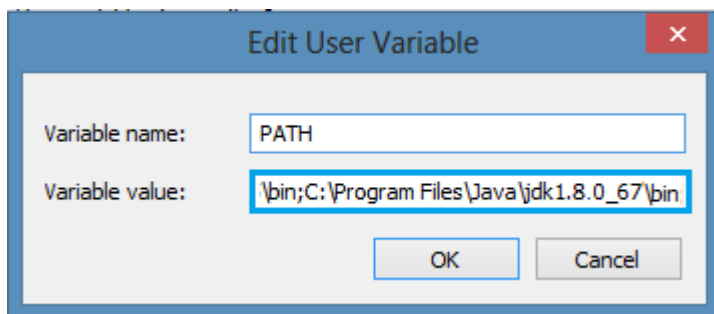 Edit User Variable
Variable name: PATH
Variable value: \bin;C:\Program Files\Java\jdk1.8.0_67\bin;
OK Cancel